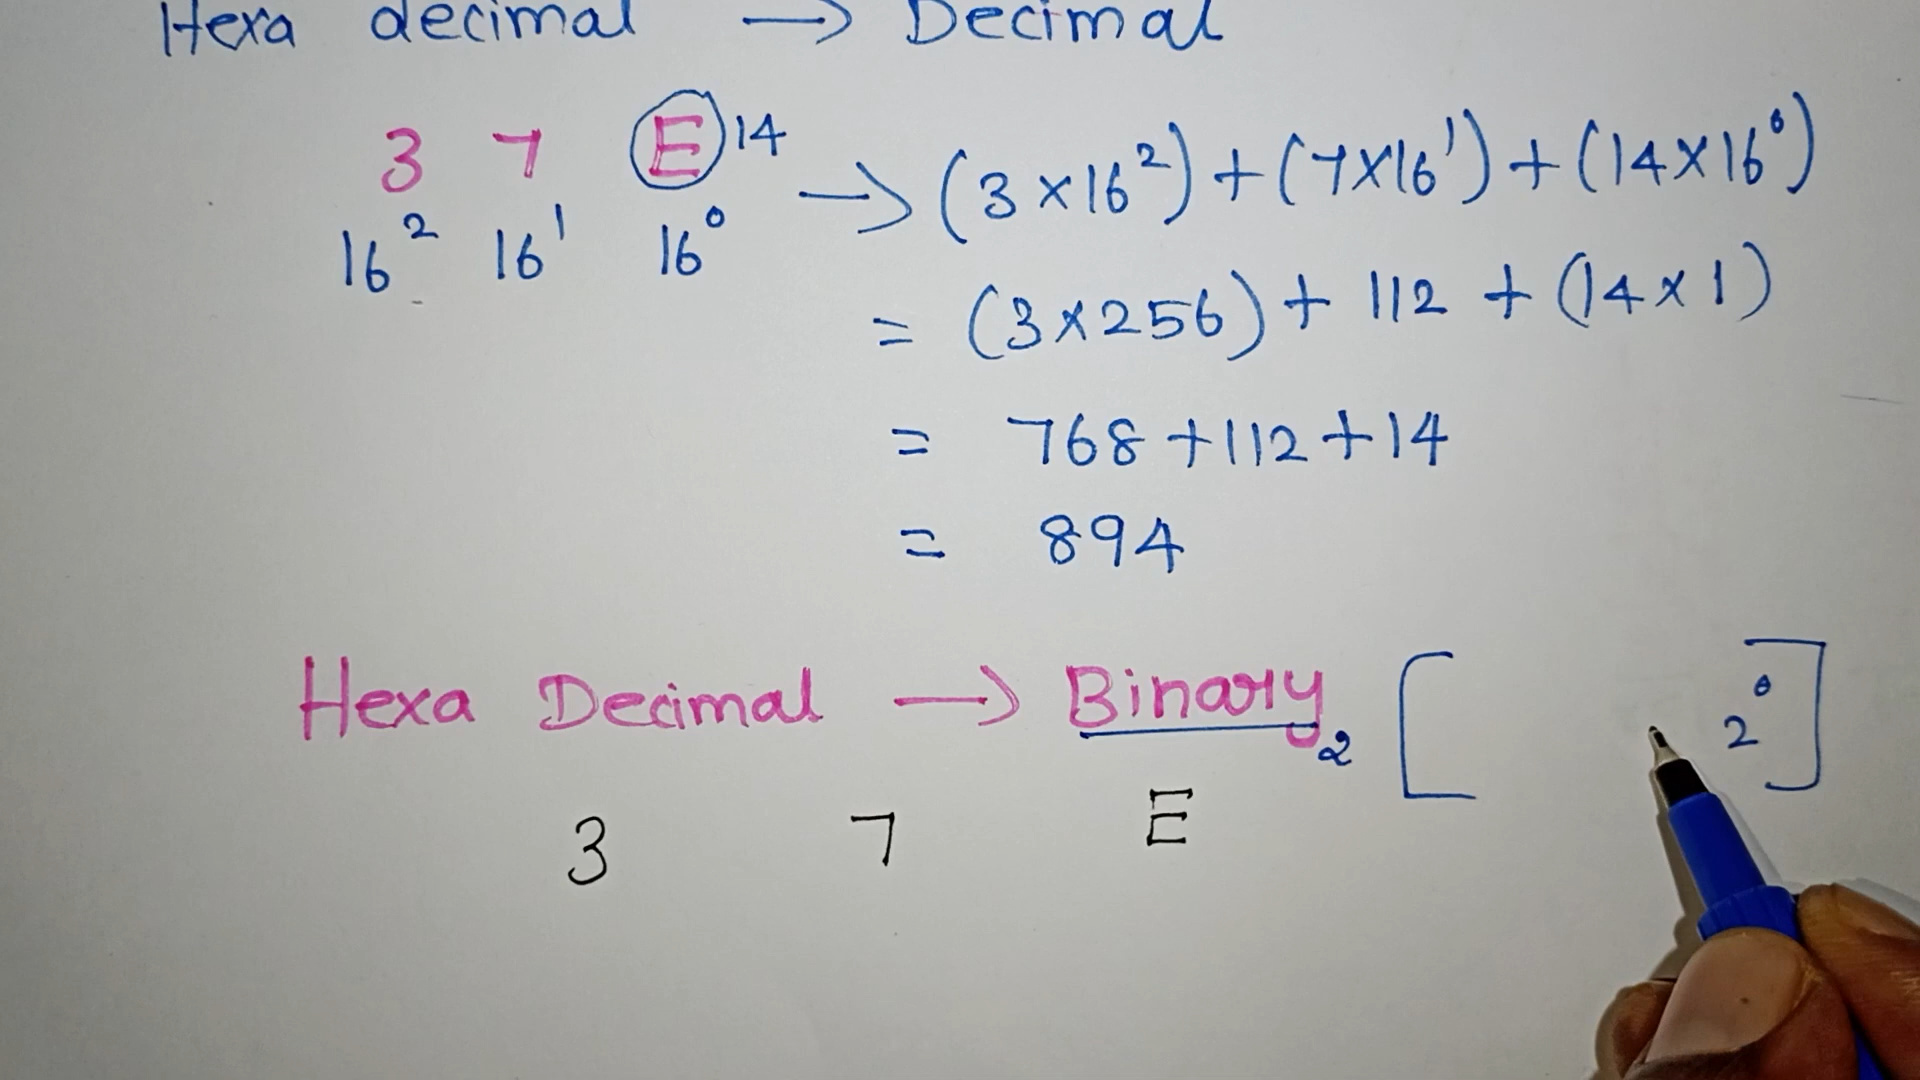 Hexa decimal → Decimal
3 7 E 14 → (3×16²) + (7×16¹) + (14×16⁰)
16² 16¹ 16⁰
= (3×256) + 112 + (14×1)
= 768 + 112 + 14
= 894
Hexa Decimal → Binary₂ [ 2⁰ ]
3 7 E